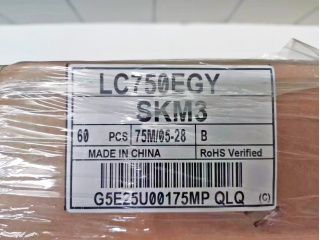 LC750EGY
SKM3
60 PCS 75M/05-28 B
MADE IN CHINA RoHS Verified
G5E25U00175MP QLQ (C)